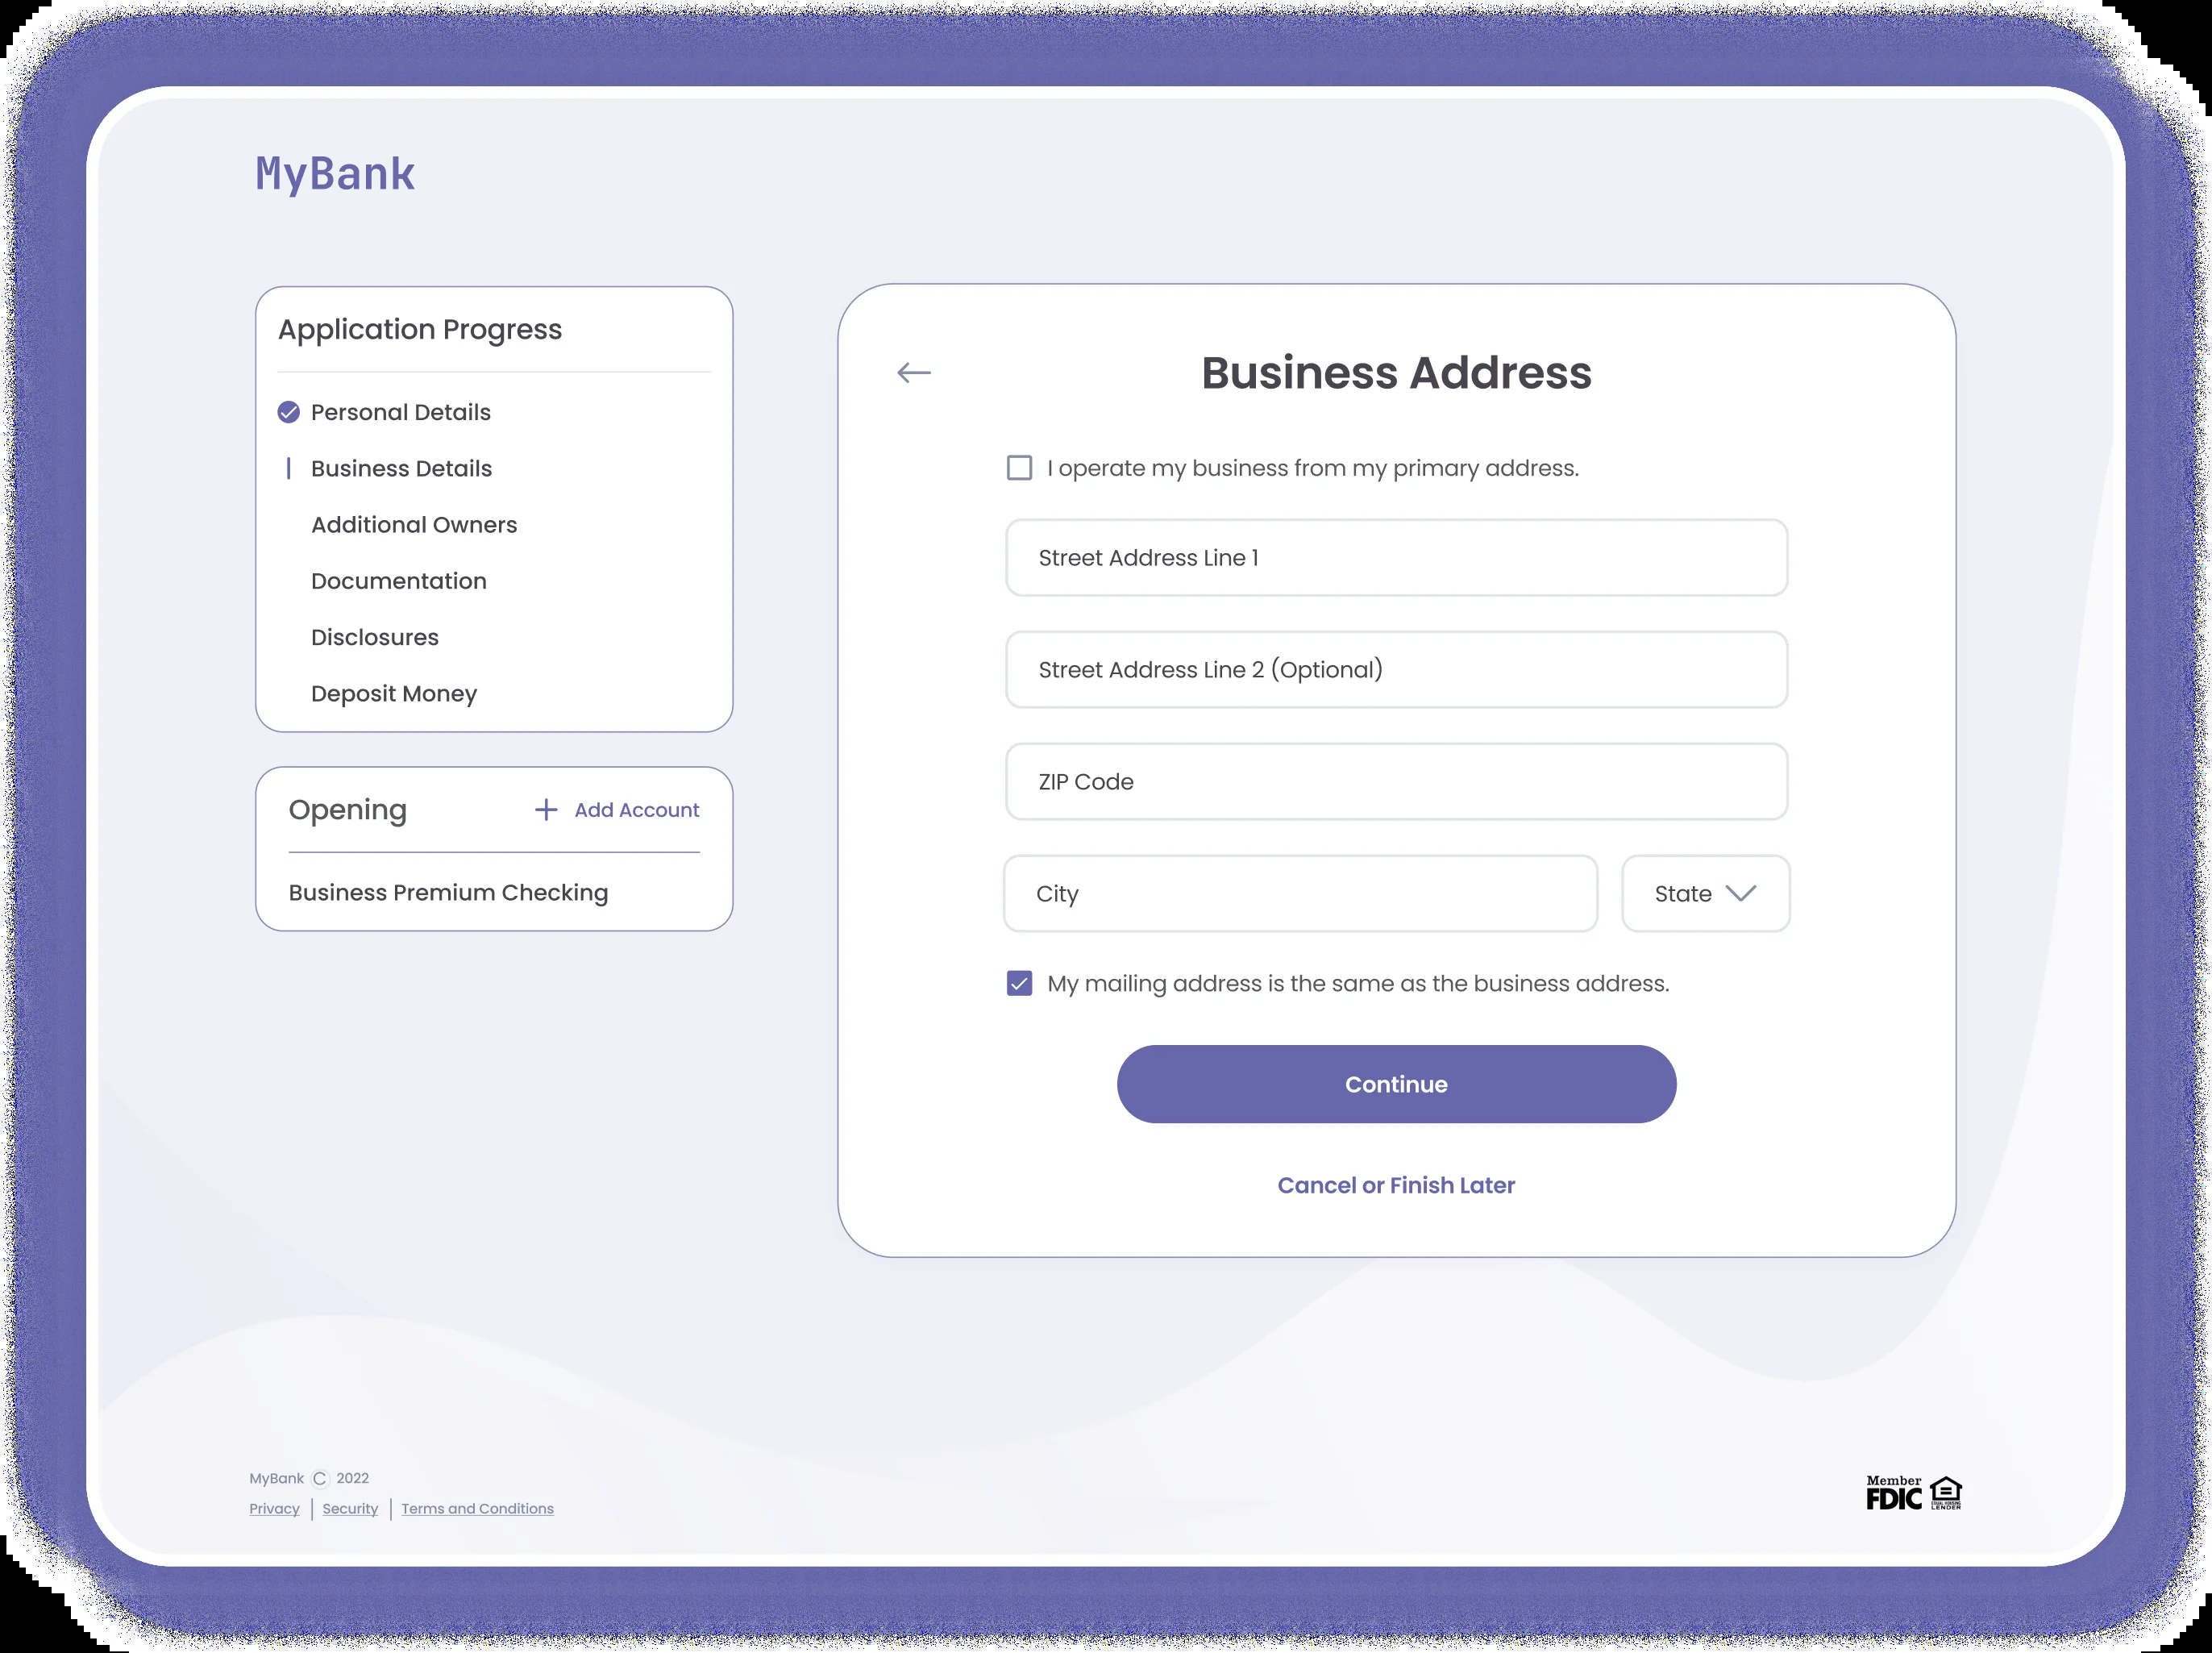 MyBank
Application Progress
Personal Details
Business Details
Additional Owners
Documentation
Disclosures
Deposit Money
Opening
Add Account
Business Premium Checking
Business Address
I operate my business from my primary address.
Street Address Line 1
Street Address Line 2 (Optional)
ZIP Code
City
State
My mailing address is the same as the business address.
Continue
Cancel or Finish Later
MyBank © 2022
Privacy | Security | Terms and Conditions
Member
FDIC
EQUAL HOUSING
LENDER